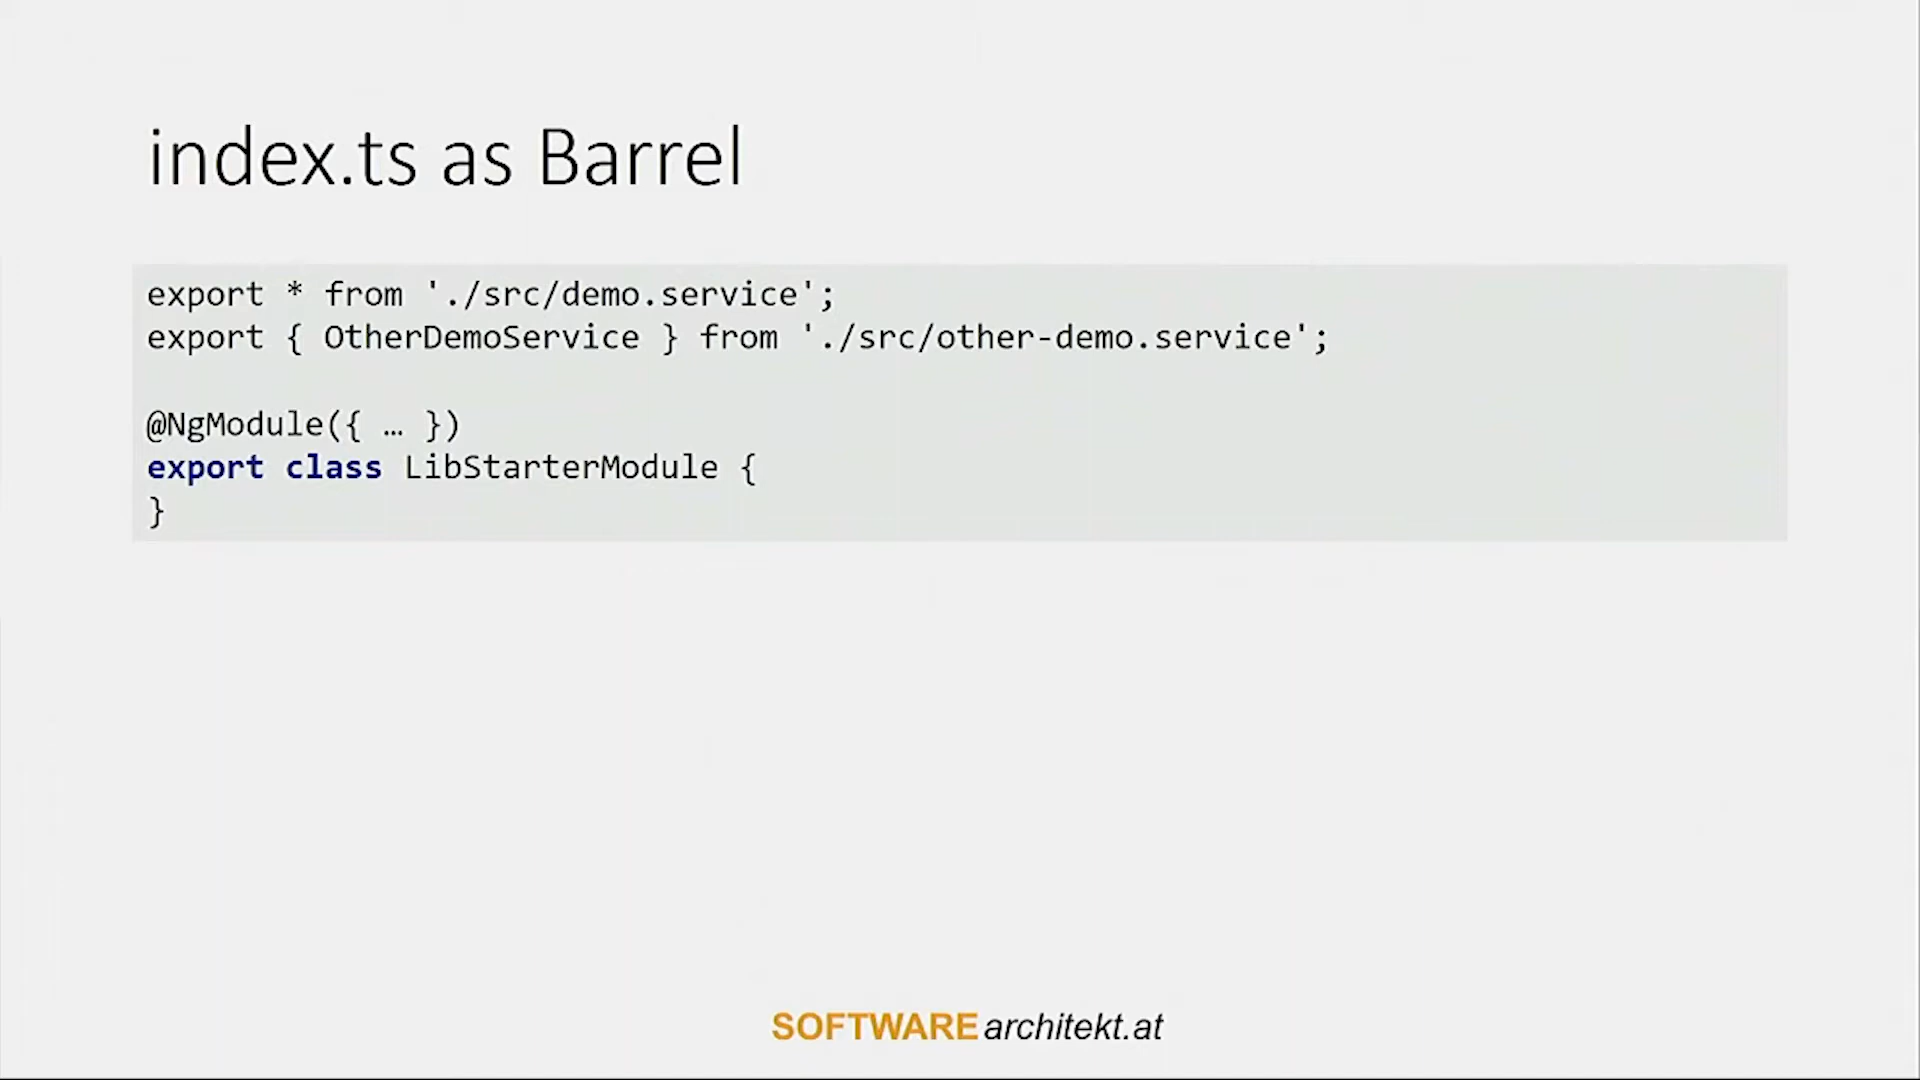 index.ts as Barrel
export * from './src/demo.service';
export { OtherDemoService } from './src/other-demo.service';
@NgModule({ … })
export class LibStarterModule {
}
SOFTWAREarchitekt.at